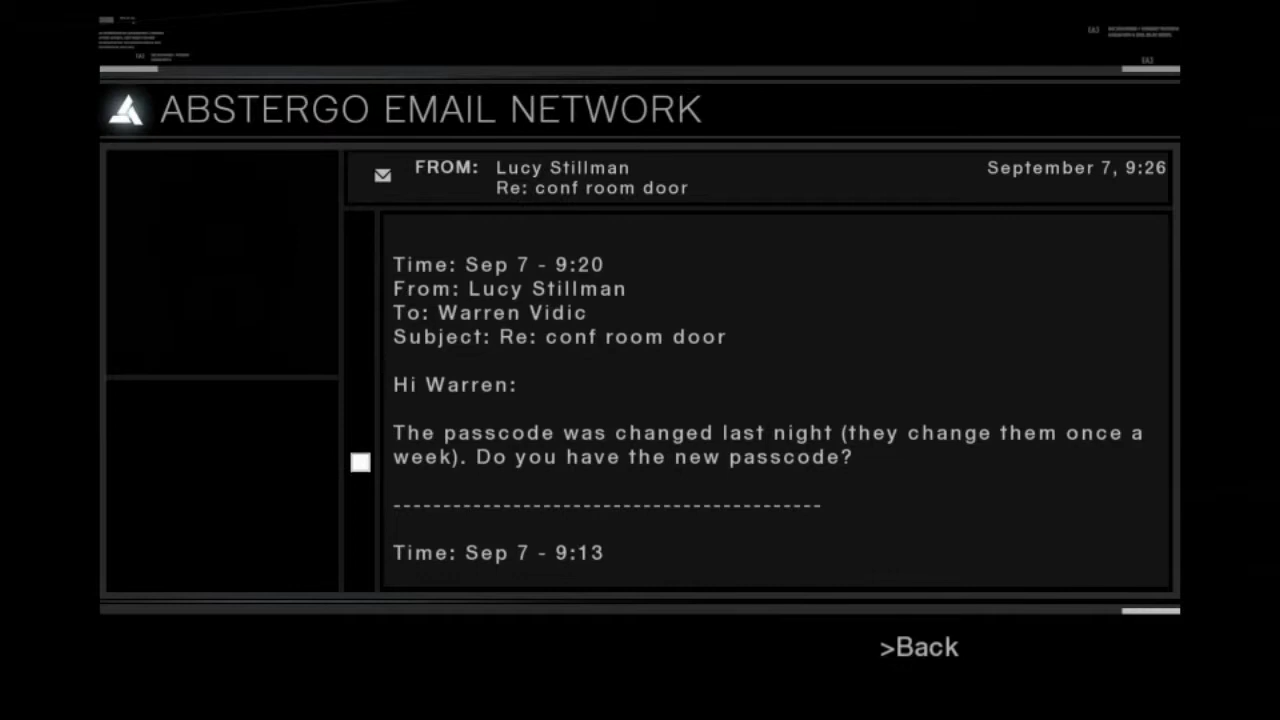 ABSTERGO EMAIL NETWORK
FROM: Lucy Stillman September 7, 9:26
Re: conf room door
Time: Sep 7 - 9:20
From: Lucy Stillman
To: Warren Vidic
Subject: Re: conf room door
Hi Warren:
The passcode was changed last night (they change them once a
week). Do you have the new passcode?
-------------------------------------------
Time: Sep 7 - 9:13
>Back